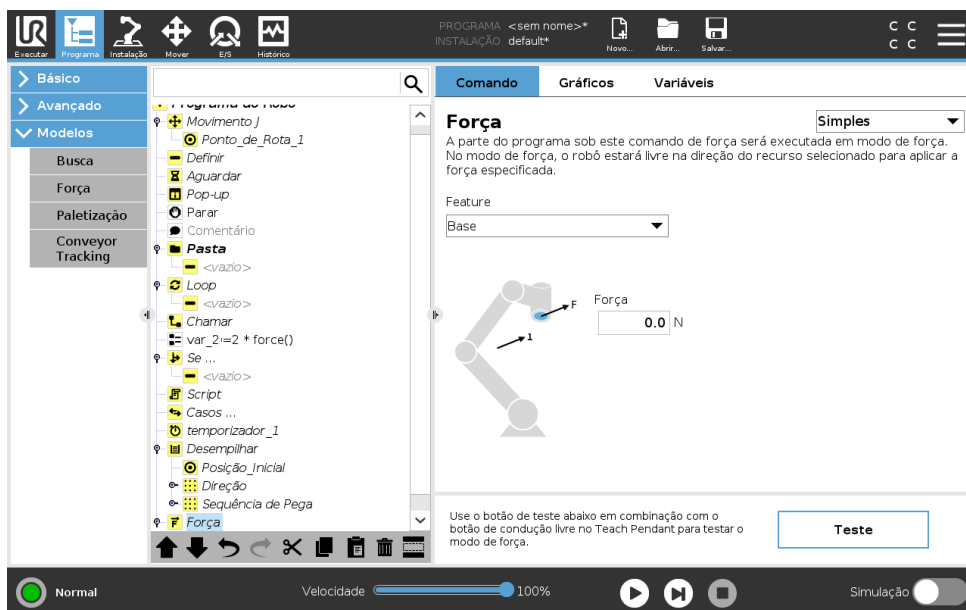 PROGRAMA <sem nome>*
INSTALAÇÃO default*
UR
Executar
Programa
Instalação
Mover
E/S
Histórico
Novo...
Abrir...
Salvar...
C C
C C
Básico
Avançado
Modelos
Busca
Força
Paletização
Conveyor
Tracking
Programa do Robô
Movimento J
Ponto_de_Rota_1
Definir
Aguardar
Pop-up
Parar
Comentário
Pasta
<vazio>
Loop
<vazio>
Chamar
var_2:=2 * force()
Se ...
<vazio>
Script
Casos ...
temporizador_1
Desempilhar
Posição_Inicial
Direção
Sequência de Pega
Força
Comando
Gráficos
Variáveis
Força
Simples
A parte do programa sob este comando de força será executada em modo de força.
No modo de força, o robô estará livre na direção do recurso selecionado para aplicar a
força especificada.
Feature
Base
F
1
Força
0.0 N
Use o botão de teste abaixo em combinação com o
botão de condução livre no Teach Pendant para testar o
modo de força.
Teste
Normal
Velocidade
100%
Simulação